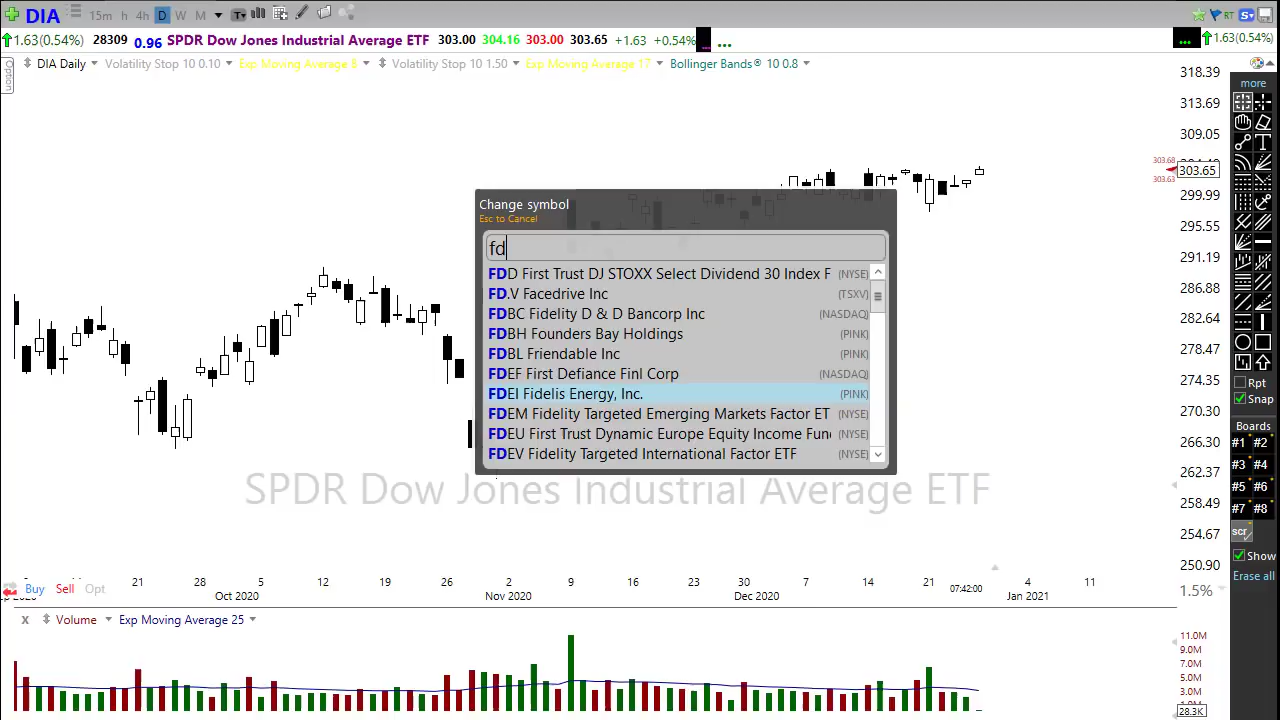 DIA 15m h 4h D W M T RT S
1.63(0.54%) 28309 0.96 SPDR Dow Jones Industrial Average ETF 303.00 304.16 303.00 303.65 +1.63 +0.54% ... ... 1.63(0.54%)
Option
DIA Daily Volatility Stop 10 0.10 Exp Moving Average 8 Volatility Stop 10 1.50 Exp Moving Average 17 Bollinger Bands® 10 0.8
318.39
313.69
309.05
303.68
303.65
303.63
299.99
295.55
291.19
286.88
282.64
278.47
274.35
270.30
266.30
262.37
258.49
254.67
250.90
1.5%
more
T
Rpt
Snap
Boards
#1 #2
#3 #4
#5 #6
#7 #8
scr
Show
Erase all
Change symbol
Esc to Cancel
fd
FDD First Trust DJ STOXX Select Dividend 30 Index F (NYSE)
FD.V Facedrive Inc (TSXV)
FDBC Fidelity D & D Bancorp Inc (NASDAQ)
FDBH Founders Bay Holdings (PINK)
FDBL Friendable Inc (PINK)
FDEF First Defiance Finl Corp (NASDAQ)
FDEI Fidelis Energy, Inc. (PINK)
FDEM Fidelity Targeted Emerging Markets Factor ET (NYSE)
FDEU First Trust Dynamic Europe Equity Income Fun (NYSE)
FDEV Fidelity Targeted International Factor ETF (NYSE)
SPDR Dow Jones Industrial Average ETF
21 28 5 12 19 26 2 9 16 23 30 7 14 21 07:42:00 4 11
Buy Sell Opt
Oct 2020 Nov 2020 Dec 2020 Jan 2021
x Volume Exp Moving Average 25
11.0M
9.0M
7.0M
5.0M
3.0M
28.3K